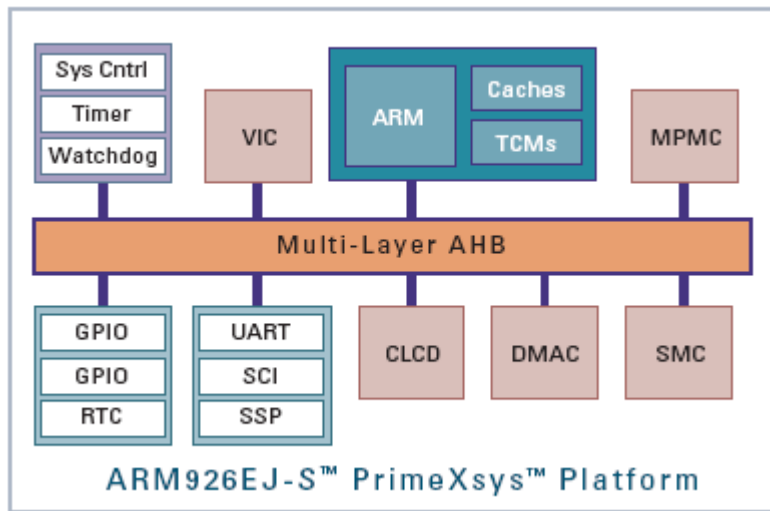 Sys Cntrl
Timer
Watchdog
VIC
ARM
Caches
TCMs
MPMC
Multi-Layer AHB
GPIO
GPIO
RTC
UART
SCI
SSP
CLCD
DMAC
SMC
ARM926EJ-S™ PrimeXsys™ Platform